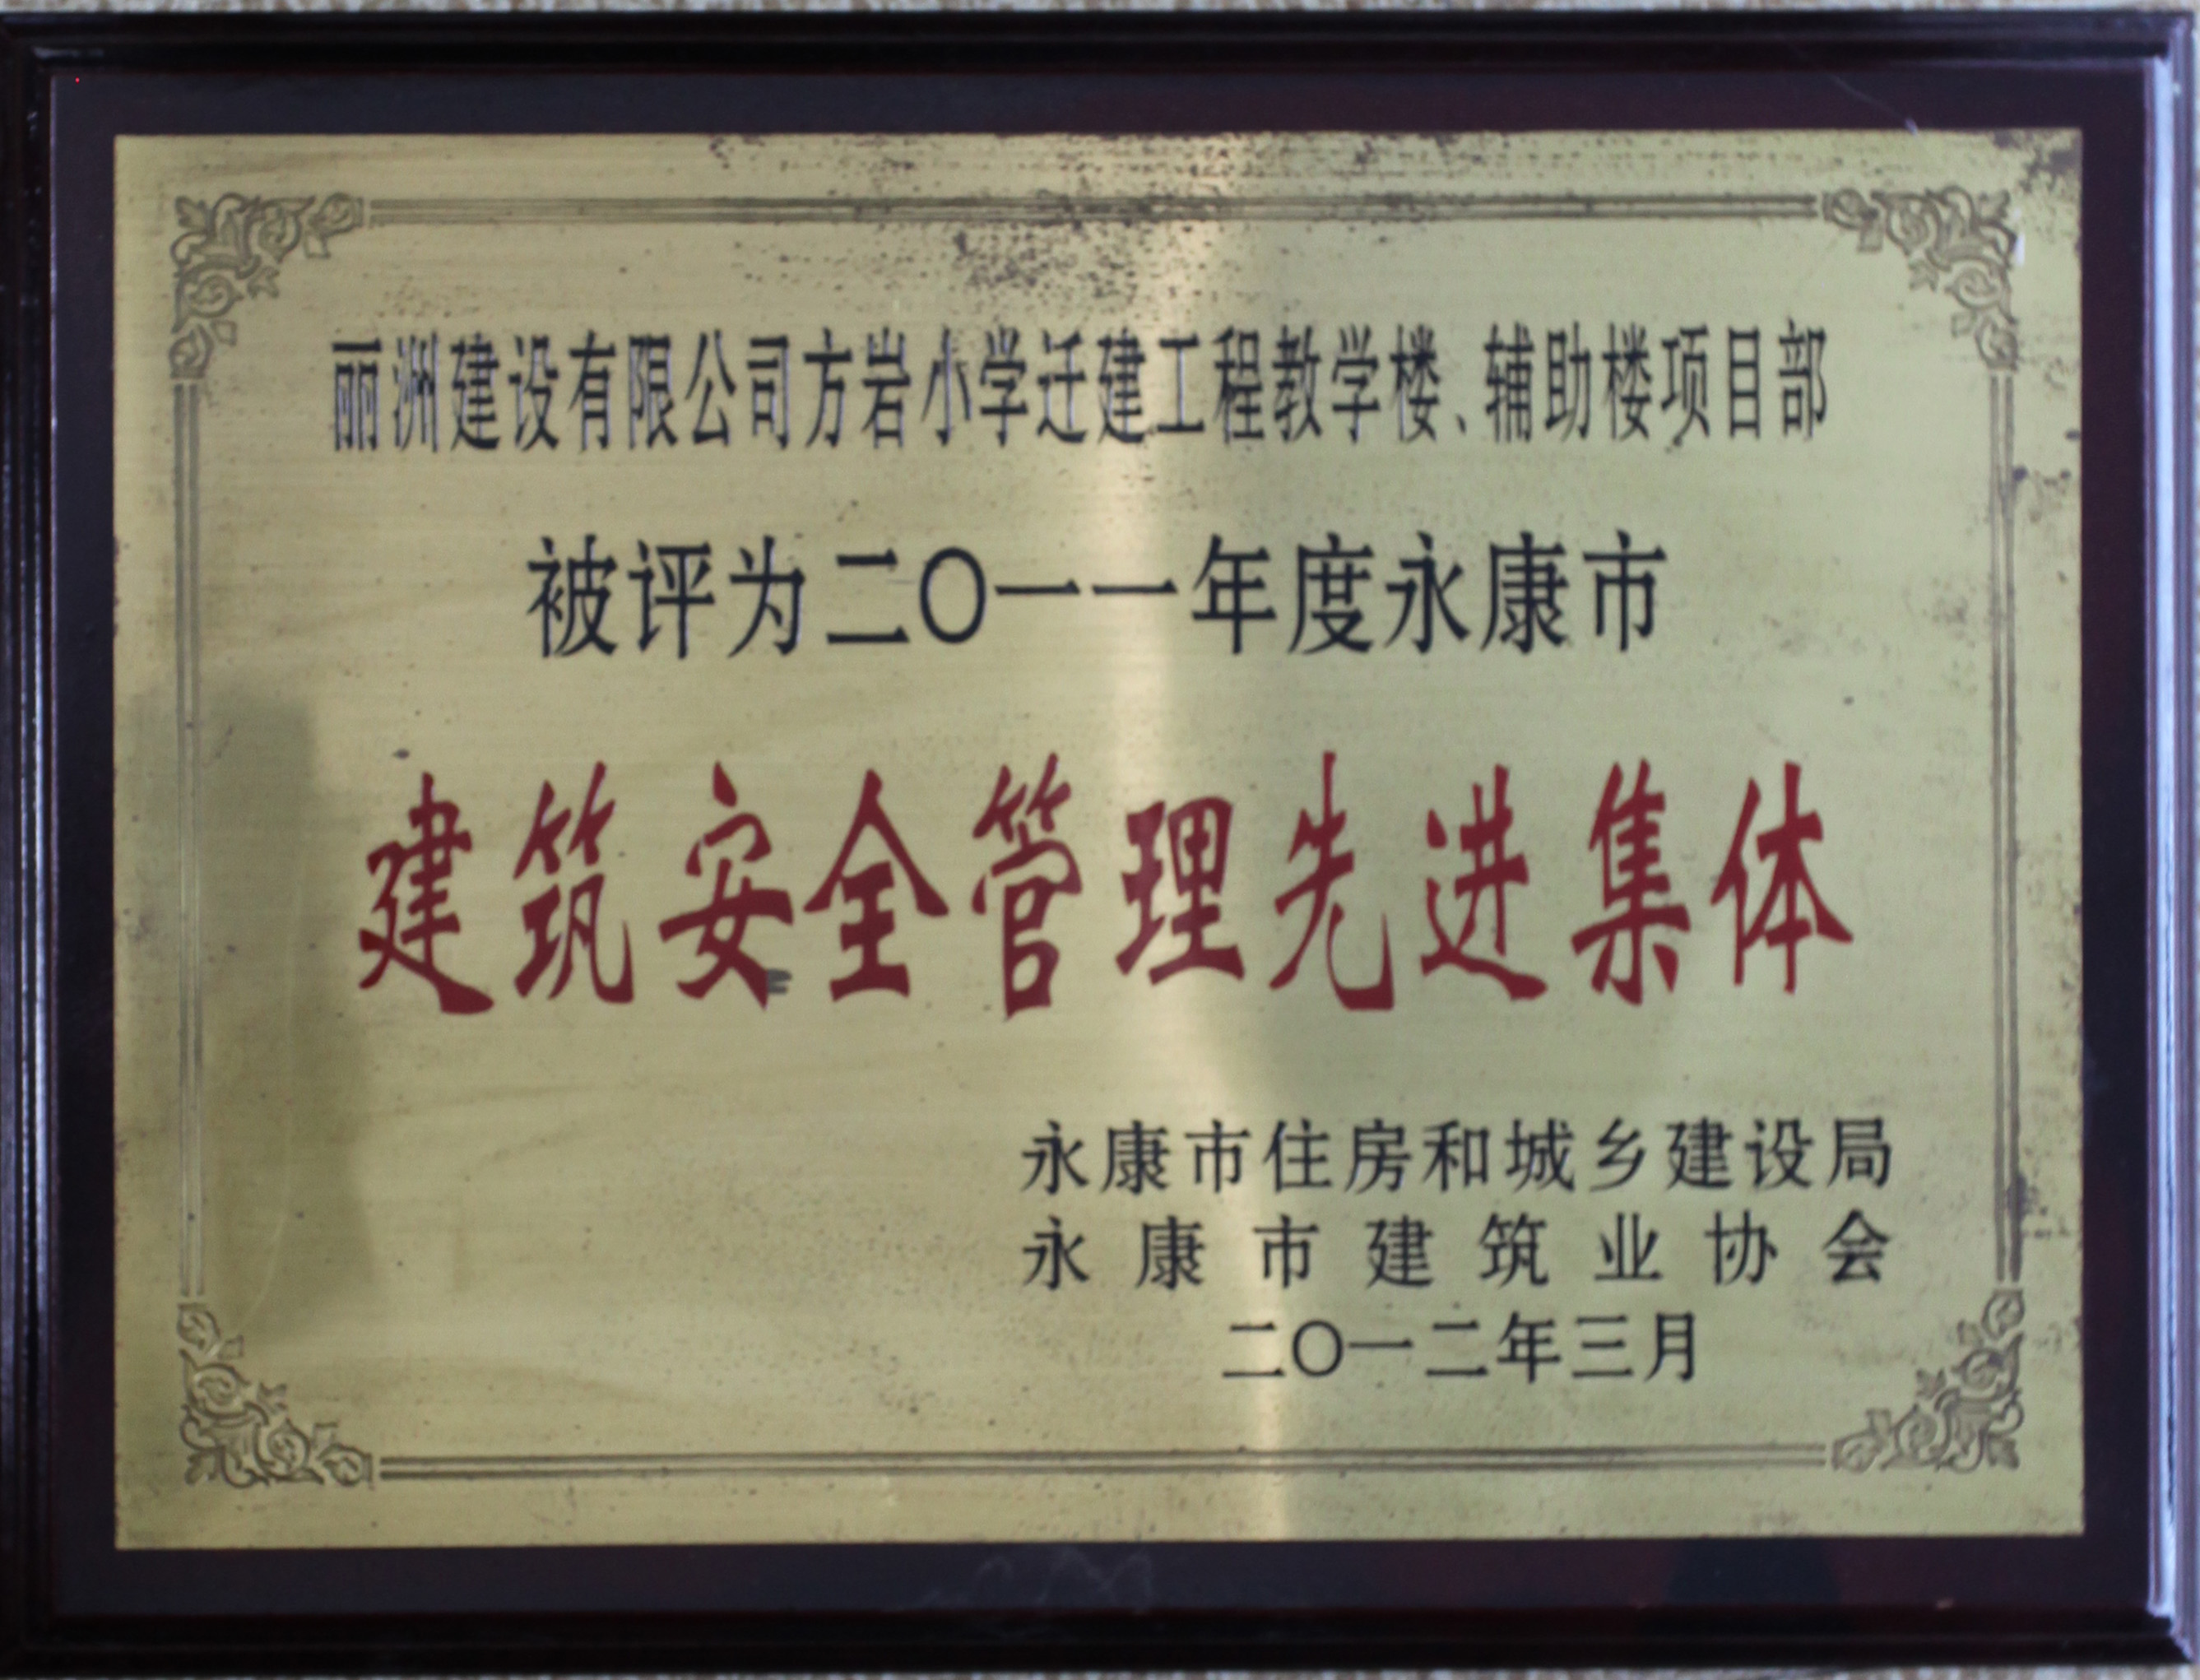 丽洲建设有限公司方岩小学迁建工程教学楼、辅助楼项目部
被评为二〇一一年度永康市
建筑安全管理先进集体
永康市住房和城乡建设局
永康市建筑业协会
二〇一二年三月